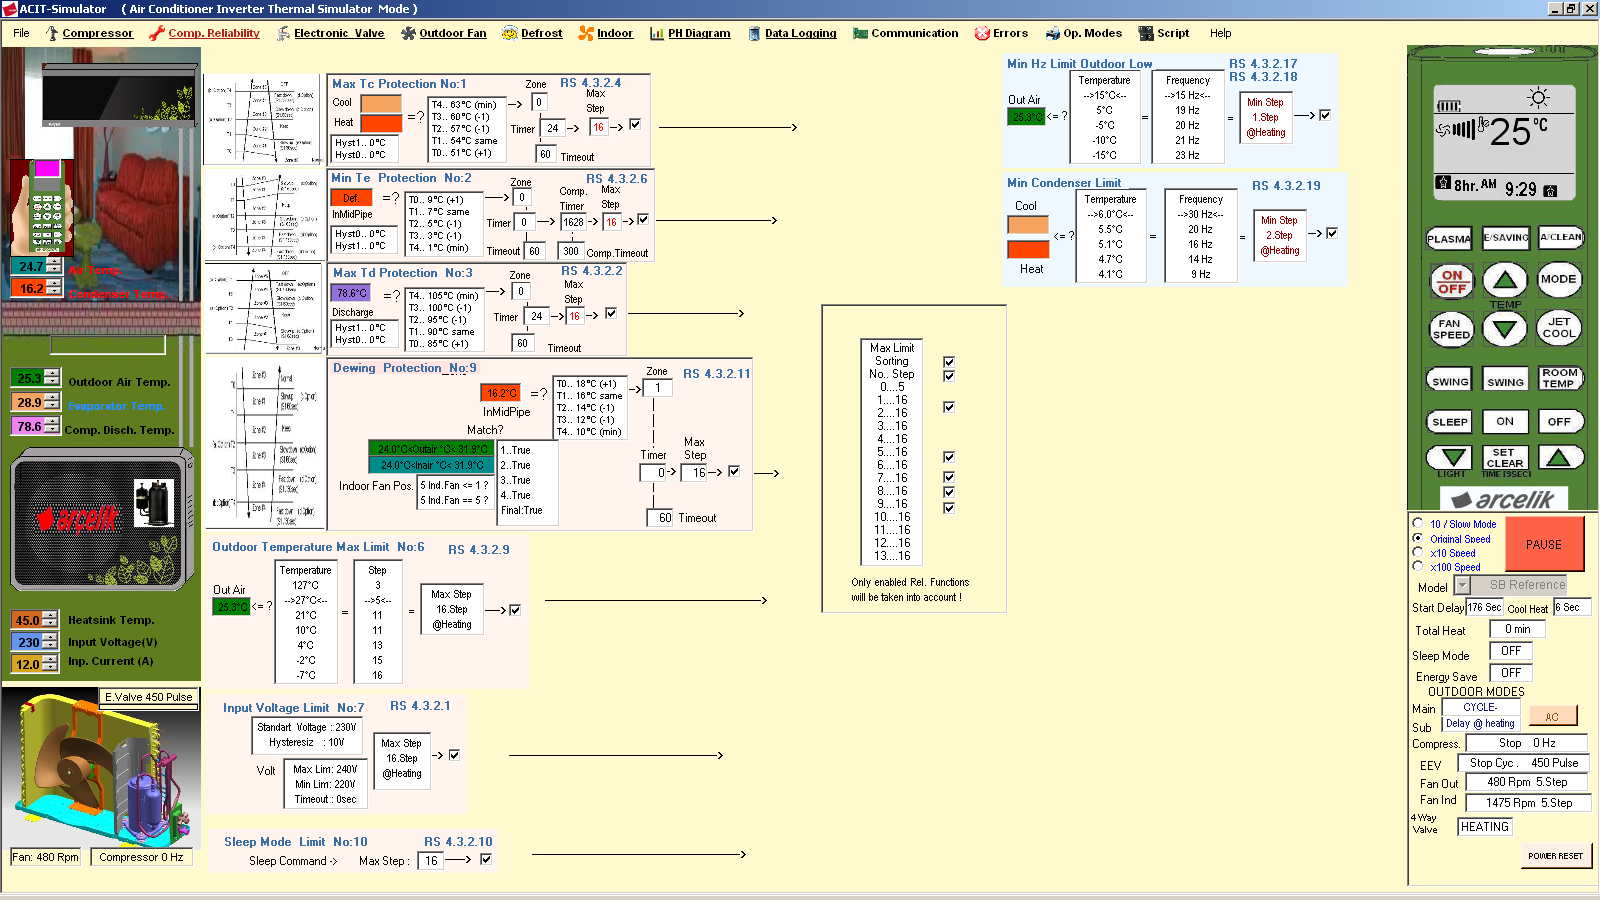 ACIT-Simulator ( Air Conditioner Inverter Thermal Simulator Mode )
File Compressor Comp. Reliability Electronic Valve Outdoor Fan Defrost Indoor PH Diagram Data Logging Communication Errors Op. Modes Script Help
24.7 Air Temp.
16.2 Condenser Temp.
25.3 Outdoor Air Temp.
28.9 Evaporator Temp.
78.6 Comp. Disch. Temp.
arcelik
45.0 Heatsink Temp.
230 Input Voltage(V)
12.0 Inp. Current (A)
E.Valve 450 Pulse
Fan: 480 Rpm Compressor 0 Hz
Max Tc Protection No:1 Zone RS 4.3.2.4
Cool
Heat
=?
Hyst1.. 0°C
Hyst0.. 0°C
T4.. 63°C (min)
T3.. 60°C (-1)
T2.. 57°C (-1)
T1.. 54°C same
T0.. 51°C (+1)
0
Max
Step
Timer 24 16
60 Timeout
Min Te Protection No:2 Zone RS 4.3.2.6
Def. =?
InMidPipe
Hyst0.. 0°C
Hyst1.. 0°C
T0.. 9°C (+1)
T1.. 7°C same
T2.. 5°C (-1)
T3.. 3°C (-1)
T4.. 1°C (min)
0
Comp. Timer
Max Step
Timer 0 1628 16
Timeout 60 300 Comp.Timeout
Max Td Protection No:3 Zone RS 4.3.2.2
78.6°C =?
Discharge
Hyst1.. 0°C
Hyst0.. 0°C
T4.. 105°C (min)
T3.. 100°C (-1)
T2.. 95°C (-1)
T1.. 90°C same
T0.. 85°C (+1)
0
Max
Step
Timer 24 16
60 Timeout
Dewing Protection No:9 Zone RS 4.3.2.11
16.2°C =?
InMidPipe
T0.. 18°C (+1)
T1.. 16°C same
T2.. 14°C (-1)
T3.. 12°C (-1)
T4.. 10°C (min)
1
Match?
24.0°C<Outair °C< 31.9°C
24.0°C<Inair °C< 31.9°C
Indoor Fan Pos. 5 Ind.Fan <= 1 ?
5 Ind.Fan == 5 ?
1..True
2..True
3..True
4..True
Final:True
Timer 0
Max
Step
16
60 Timeout
Outdoor Temperature Max Limit No:6 RS 4.3.2.9
Out Air
25.3°C <= ?
Temperature
127°C
-->27°C<--
21°C
10°C
4°C
-2°C
-7°C
=
Step
3
-->5<--
11
11
13
15
16
=
Max Step
16.Step
@Heating
Input Voltage Limit No:7 RS 4.3.2.1
Standart Voltage : 230V
Hysteresiz : 10V
Volt
Max Lim: 240V
Min Lim: 220V
Timeout : 0sec
Max Step
16.Step
@Heating
Sleep Mode Limit No:10 RS 4.3.2.10
Sleep Command -> Max Step : 16
Max Limit
Sorting
No.. Step
0....5
1....16
2....16
3....16
4....16
5....16
6....16
7....16
8....16
9....16
10....16
11....16
12....16
13....16
Only enabled Rel. Functions
will be taken into account !
Min Hz Limit Outdoor Low RS 4.3.2.17
RS 4.3.2.18
Out Air
25.3°C <= ?
Temperature
-->15°C<--
5°C
-5°C
-10°C
-15°C
=
Frequency
-->15 Hz<--
19 Hz
20 Hz
21 Hz
23 Hz
=
Min Step
1.Step
@Heating
Min Condenser Limit RS 4.3.2.19
Cool
Heat
<= ?
Temperature
-->6.0°C<--
5.5°C
5.1°C
4.7°C
4.1°C
=
Frequency
-->30 Hz<--
20 Hz
16 Hz
14 Hz
9 Hz
=
Min Step
2.Step
@Heating
25°C
8hr. AM 9:29
PLASMA E/SAVING A/CLEAN
ON OFF TEMP MODE
FAN SPEED JET COOL
SWING SWING ROOM TEMP
SLEEP ON OFF
LIGHT SET CLEAR TIMER(3SEC)
arcelik
10 / Slow Mode
Original Speed
x10 Speed
x100 Speed
PAUSE
Model SB Reference
Start Delay 176 Sec Cool Heat 6 Sec
Total Heat 0 min
Sleep Mode OFF
Energy Save OFF
OUTDOOR MODES
Main CYCLE-
Sub Delay @ heating
AC
Compress. Stop 0 Hz
EEV Stop Cyc . 450 Pulse
Fan Out 480 Rpm 5.Step
Fan Ind 1475 Rpm 5.Step
4 Way Valve HEATING
POWER RESET